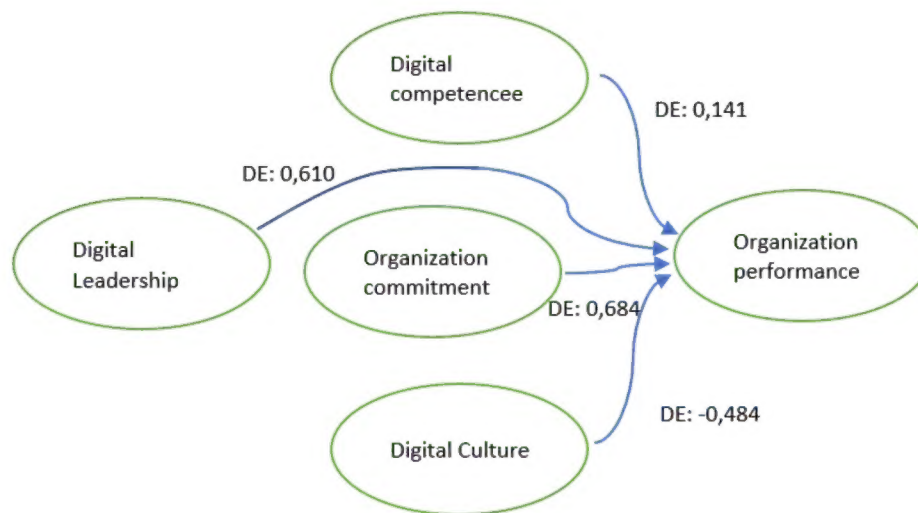 Digital
competencee
DE: 0,141
DE: 0,610
Digital
Leadership
Organization
commitment
Organization
performance
DE: 0,684
DE: -0,484
Digital Culture